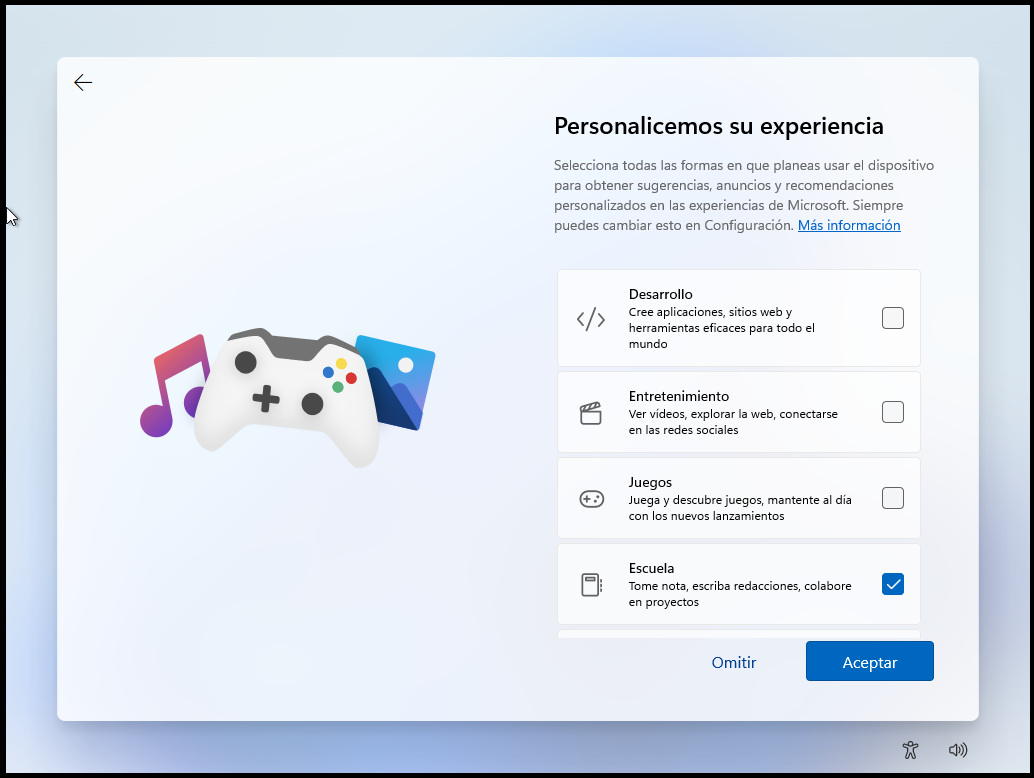 Personalicemos su experiencia
Selecciona todas las formas en que planeas usar el dispositivo
para obtener sugerencias, anuncios y recomendaciones
personalizados en las experiencias de Microsoft. Siempre
puedes cambiar esto en Configuración. Más información
Desarrollo
Cree aplicaciones, sitios web y
herramientas eficaces para todo el
mundo
Entretenimiento
Ver vídeos, explorar la web, conectarse
en las redes sociales
Juegos
Juega y descubre juegos, mantente al día
con los nuevos lanzamientos
Escuela
Tome nota, escriba redacciones, colabore
en proyectos
Omitir
Aceptar